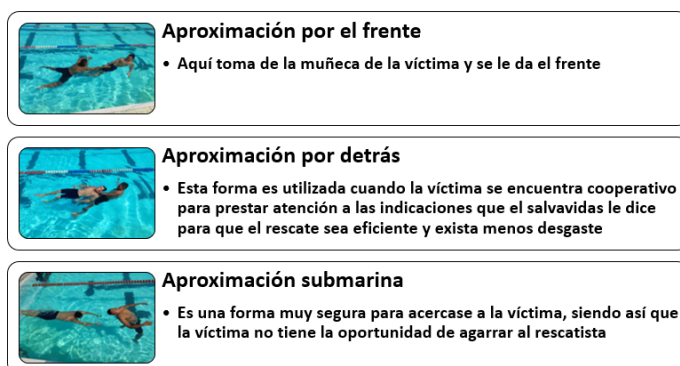 Aproximación por el frente
• Aquí toma de la muñeca de la víctima y se le da el frente
Aproximación por detrás
• Esta forma es utilizada cuando la víctima se encuentra cooperativo
para prestar atención a las indicaciones que el salvavidas le dice
para que el rescate sea eficiente y exista menos desgaste
Aproximación submarina
• Es una forma muy segura para acercase a la víctima, siendo así que
la víctima no tiene la oportunidad de agarrar al rescatista